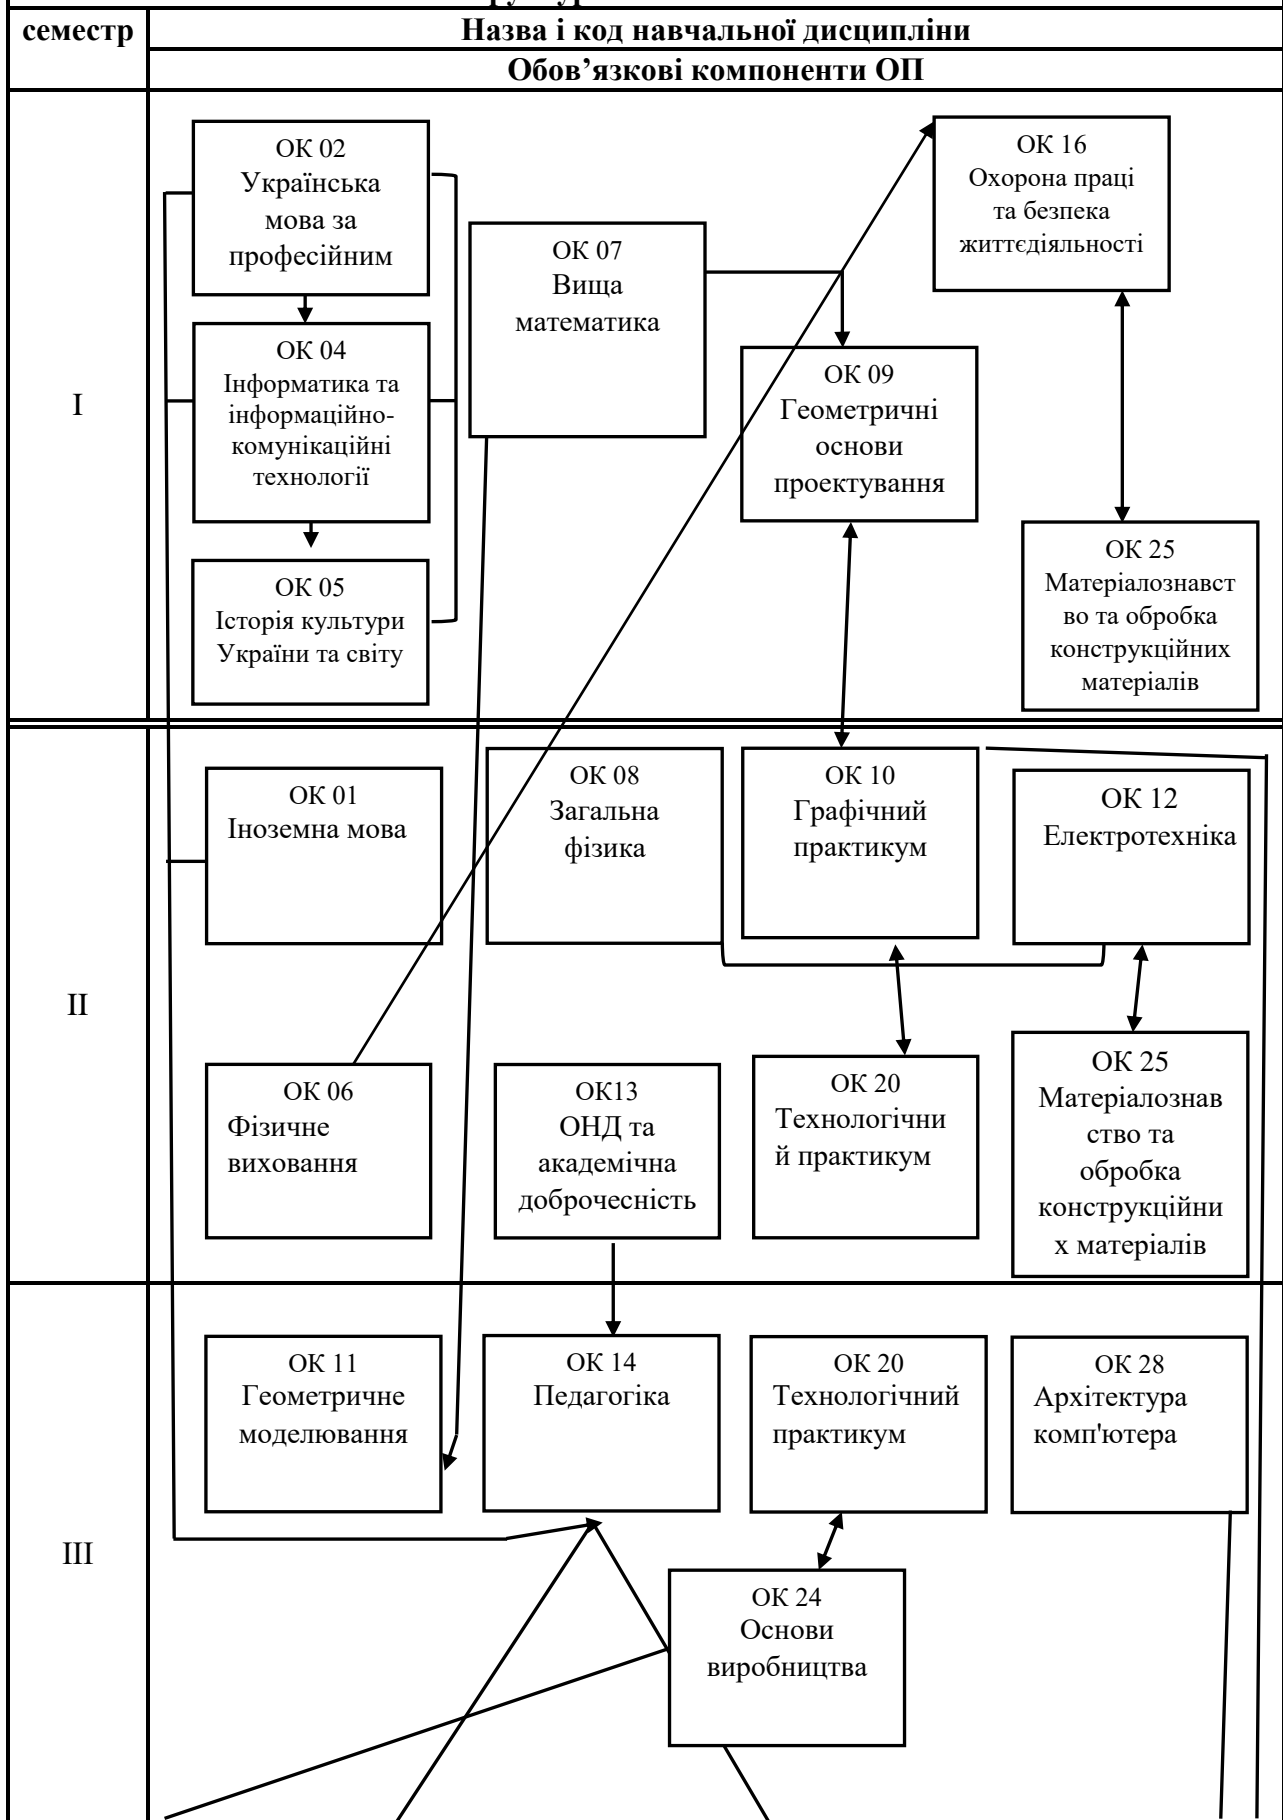 семестр
Назва і код навчальної дисципліни
Обов’язкові компоненти ОП
І
ОК 02
Українська
мова за
професійним
ОК 04
Інформатика та
інформаційно-
комунікаційні
технології
ОК 05
Історія культури
України та світу
ОК 07
Вища
математика
ОК 09
Геометричні
основи
проектування
ОК 16
Охорона праці
та безпека
життєдіяльності
ОК 25
Матеріалознавст
во та обробка
конструкційних
матеріалів
ІІ
ОК 01
Іноземна мова
ОК 08
Загальна
фізика
ОК 10
Графічний
практикум
ОК 12
Електротехніка
ОК 06
Фізичне
виховання
ОК13
ОНД та
академічна
доброчесність
ОК 20
Технологічни
й практикум
ОК 25
Матеріалознав
ство та
обробка
конструкційни
х матеріалів
ІІІ
ОК 11
Геометричне
моделювання
ОК 14
Педагогіка
ОК 20
Технологічний
практикум
ОК 28
Архітектура
комп'ютера
ОК 24
Основи
виробництва